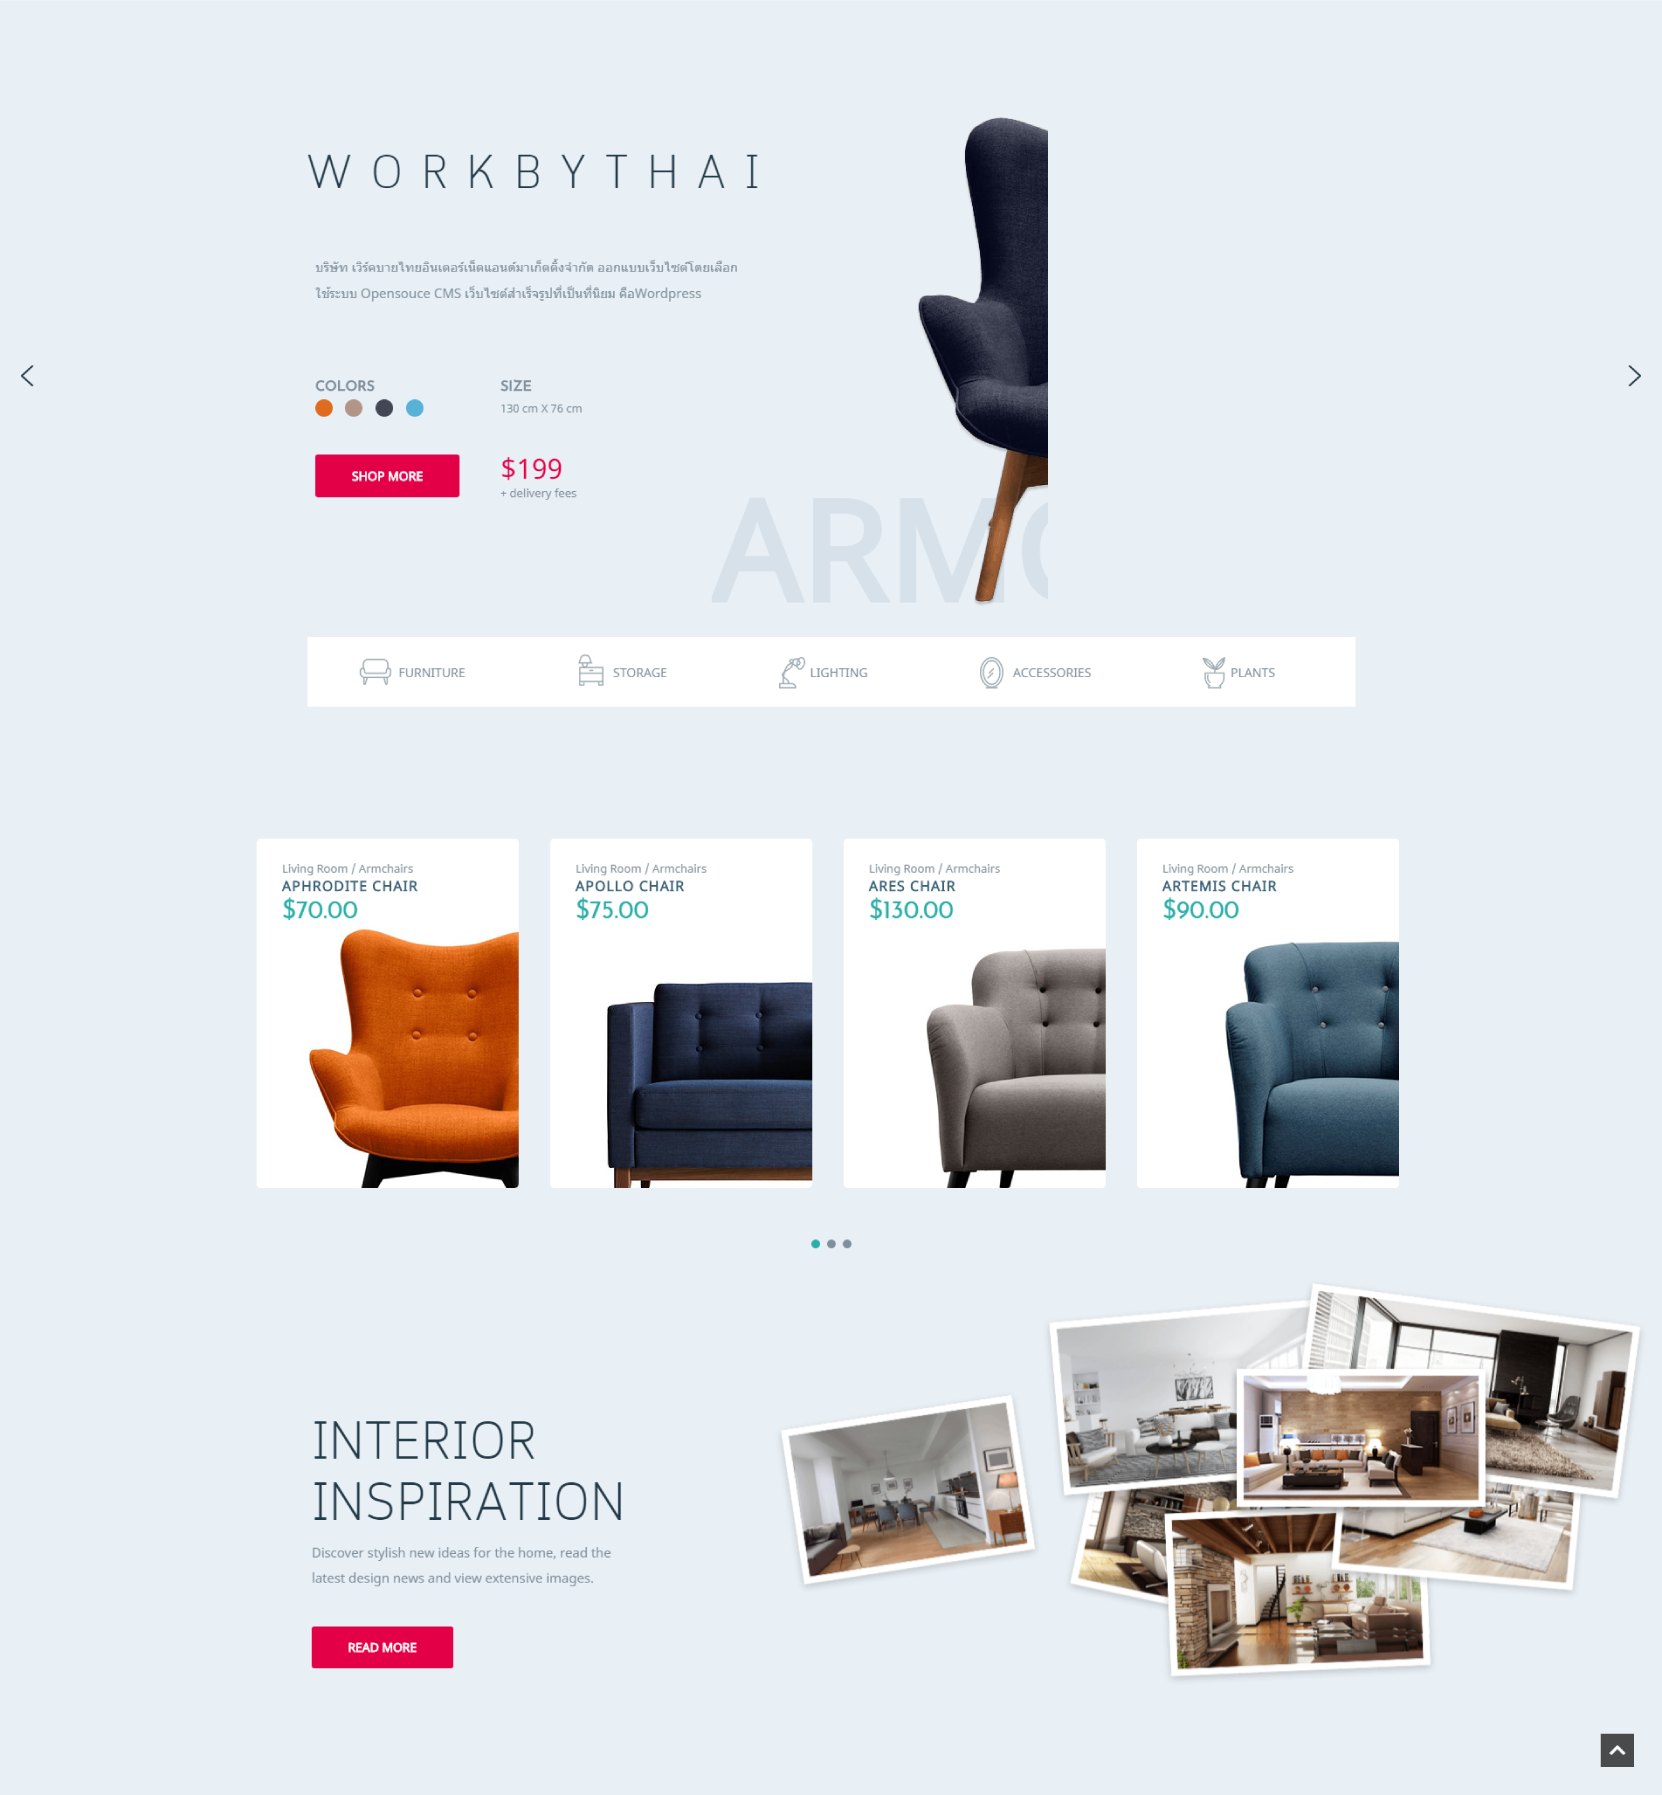 WORKBYTHAI
บริษัท เวิร์คบายไทยอินเตอร์เน็ตแอนด์มาเก็ตติ้งจำกัด ออกแบบเว็บไซต์โดยเลือก
ใช้ระบบ Opensouce CMS เว็บไซต์สำเร็จรูปที่เป็นที่นิยม คือWordpress
COLORS
SIZE
130 cm X 76 cm
SHOP MORE
$199
+ delivery fees
ARMC
FURNITURE
STORAGE
LIGHTING
ACCESSORIES
PLANTS
Living Room / Armchairs
APHRODITE CHAIR
$70.00
Living Room / Armchairs
APOLLO CHAIR
$75.00
Living Room / Armchairs
ARES CHAIR
$130.00
Living Room / Armchairs
ARTEMIS CHAIR
$90.00
INTERIOR
INSPIRATION
Discover stylish new ideas for the home, read the
latest design news and view extensive images.
READ MORE